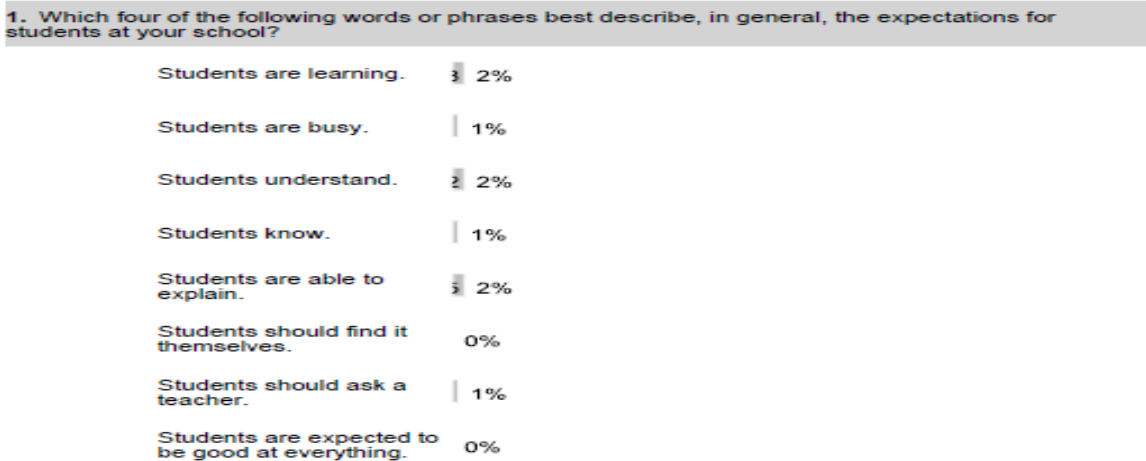 1. Which four of the following words or phrases best describe, in general, the expectations for
students at your school?
Students are learning. 2%
Students are busy. 1%
Students understand. 2%
Students know. 1%
Students are able to
explain. 2%
Students should find it
themselves. 0%
Students should ask a
teacher. 1%
Students are expected to
be good at everything. 0%